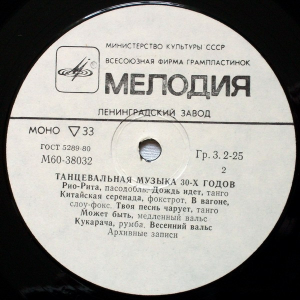 МИНИСТЕРСТВО КУЛЬТУРЫ СССР
ВСЕСОЮЗНАЯ ФИРМА ГРАМПЛАСТИНОК
МЕЛОДИЯ
ЛЕНИНГРАДСКИЙ ЗАВОД
МОНО ▽ 33
ГОСТ 5289-80
М60-38032
Гр. 3. 2-25
2
ТАНЦЕВАЛЬНАЯ МУЗЫКА 30-Х ГОДОВ
Рио-Рита, пасодобль. Дождь идет, танго
Китайская серенада, фокстрот. В вагоне,
слоу-фокс. Твоя песнь чарует, танго
Может быть, медленный вальс
Кукарача, румба. Весенний вальс
Архивные записи